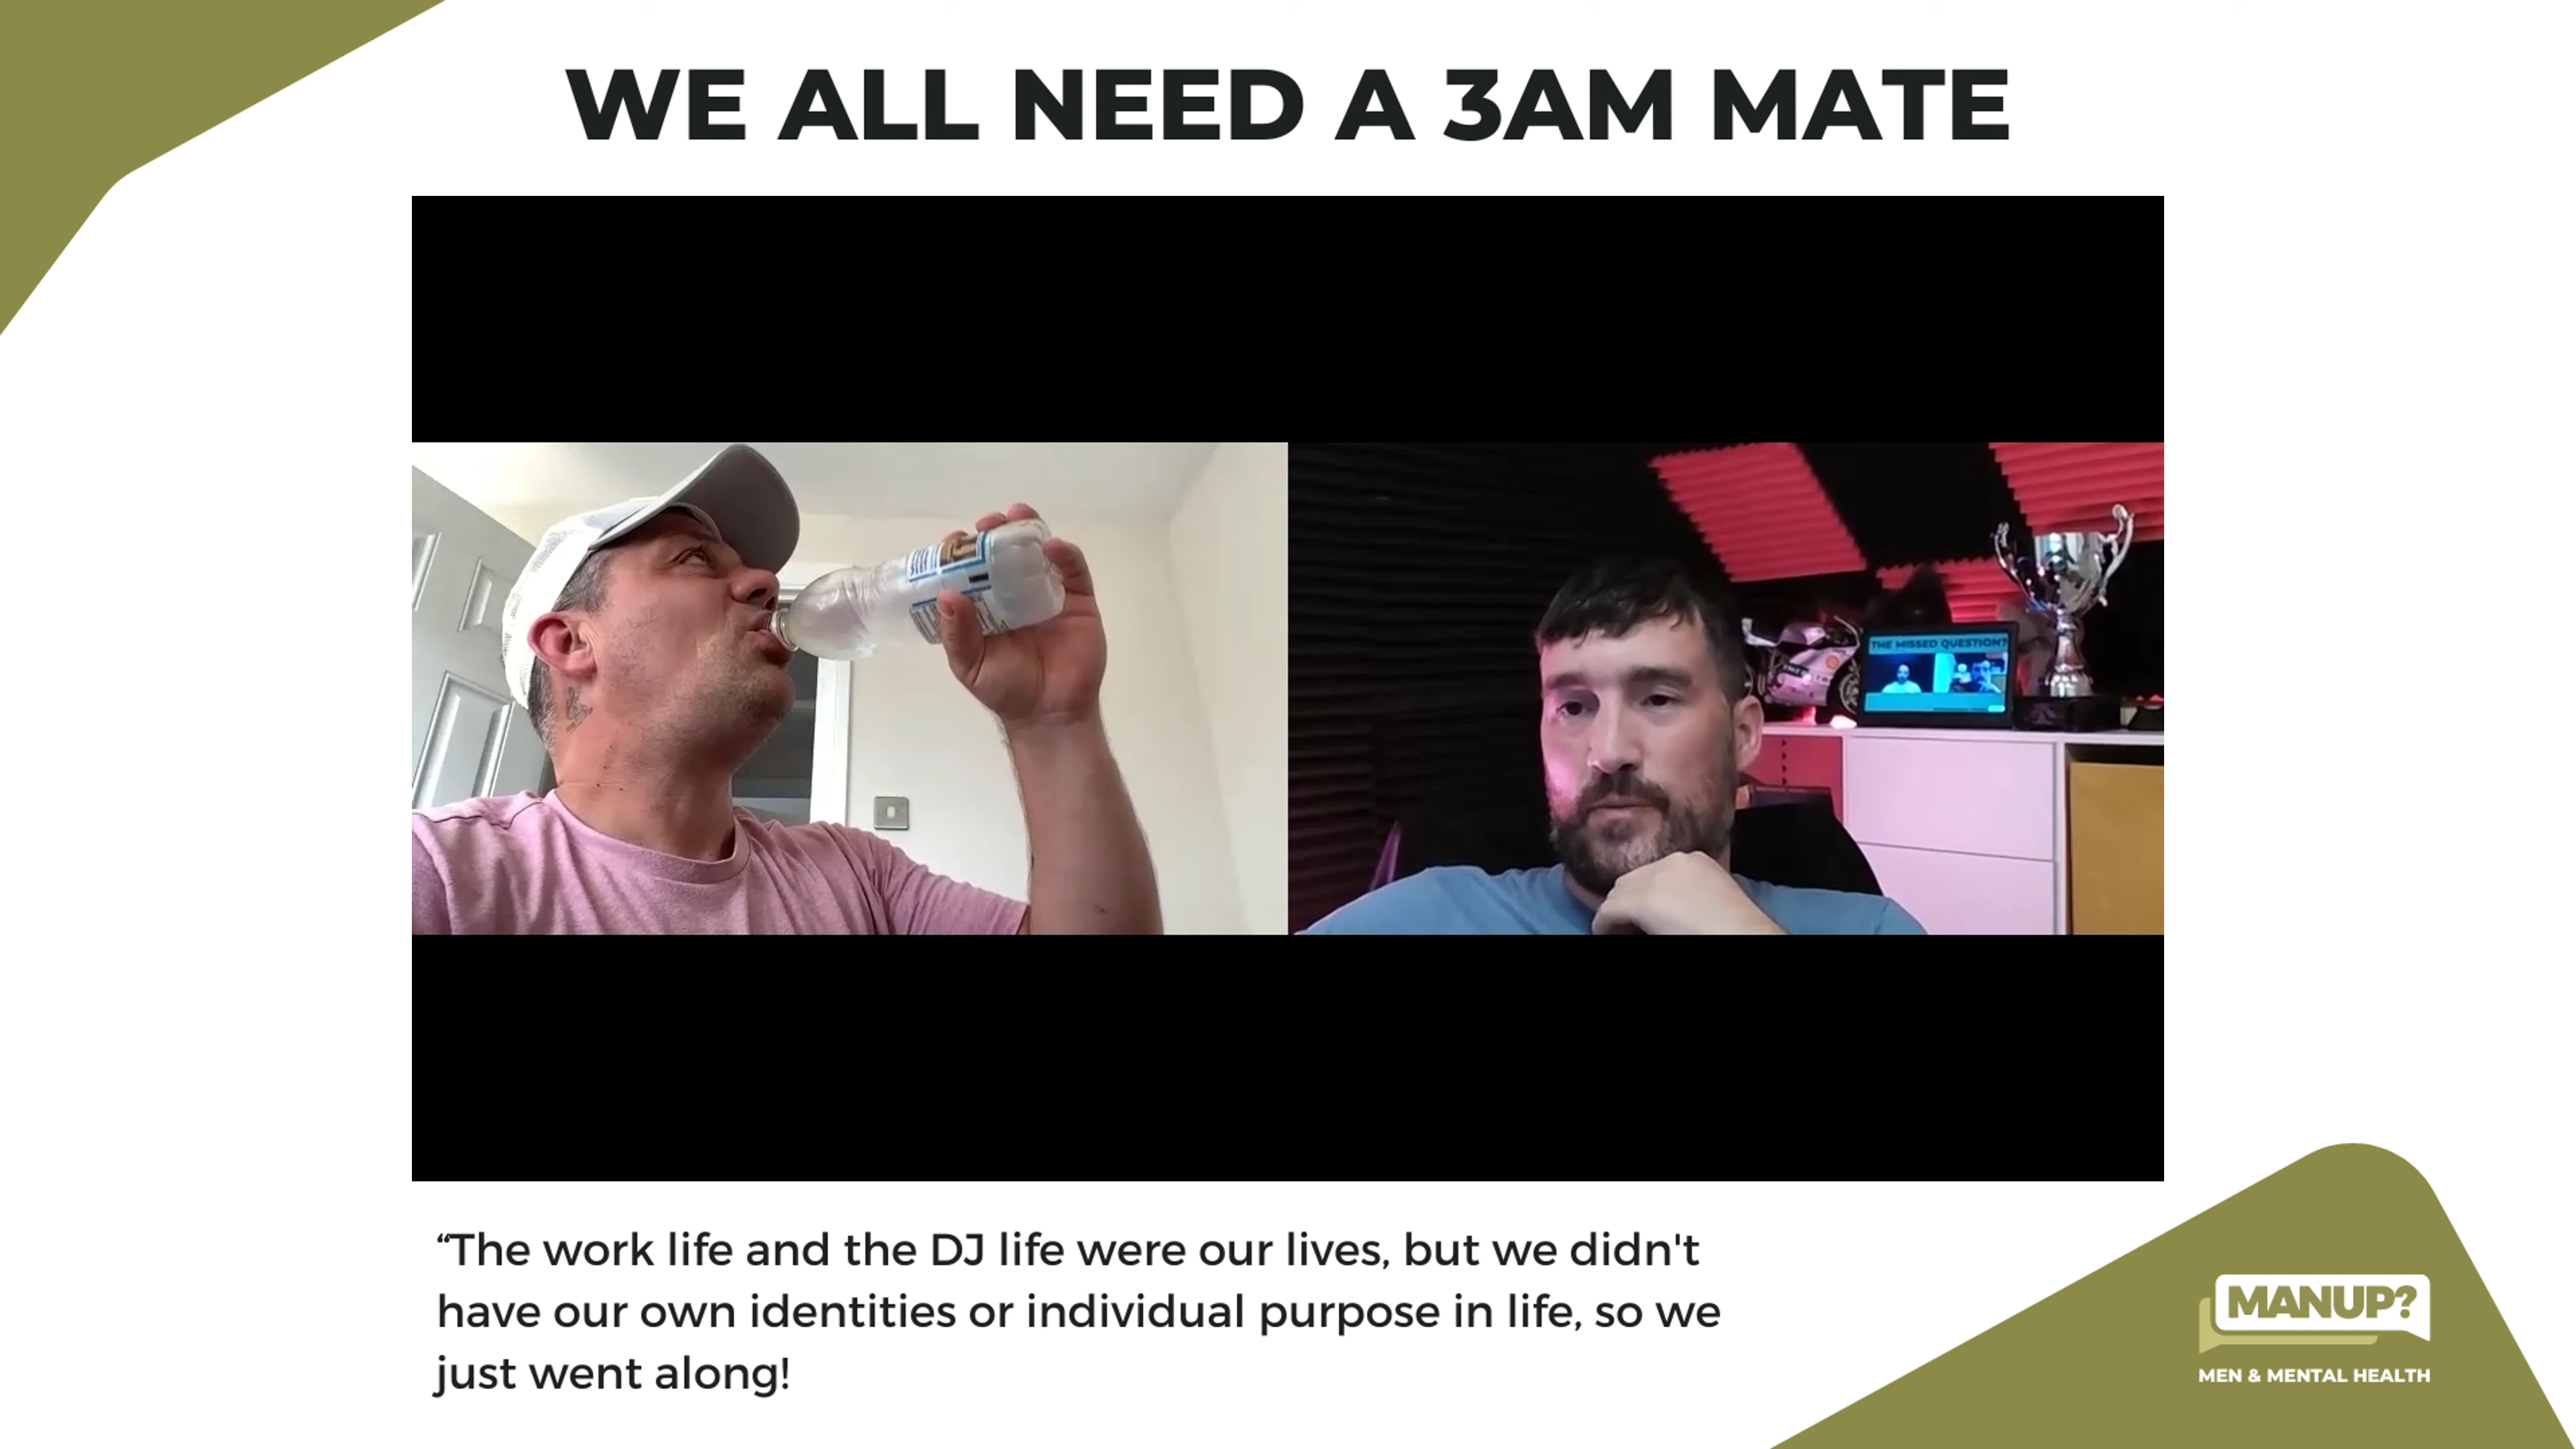 WE ALL NEED A 3AM MATE
THE MISSED QUESTION?
“The work life and the DJ life were our lives, but we didn't
have our own identities or individual purpose in life, so we
just went along!
MANUP?
MEN & MENTAL HEALTH